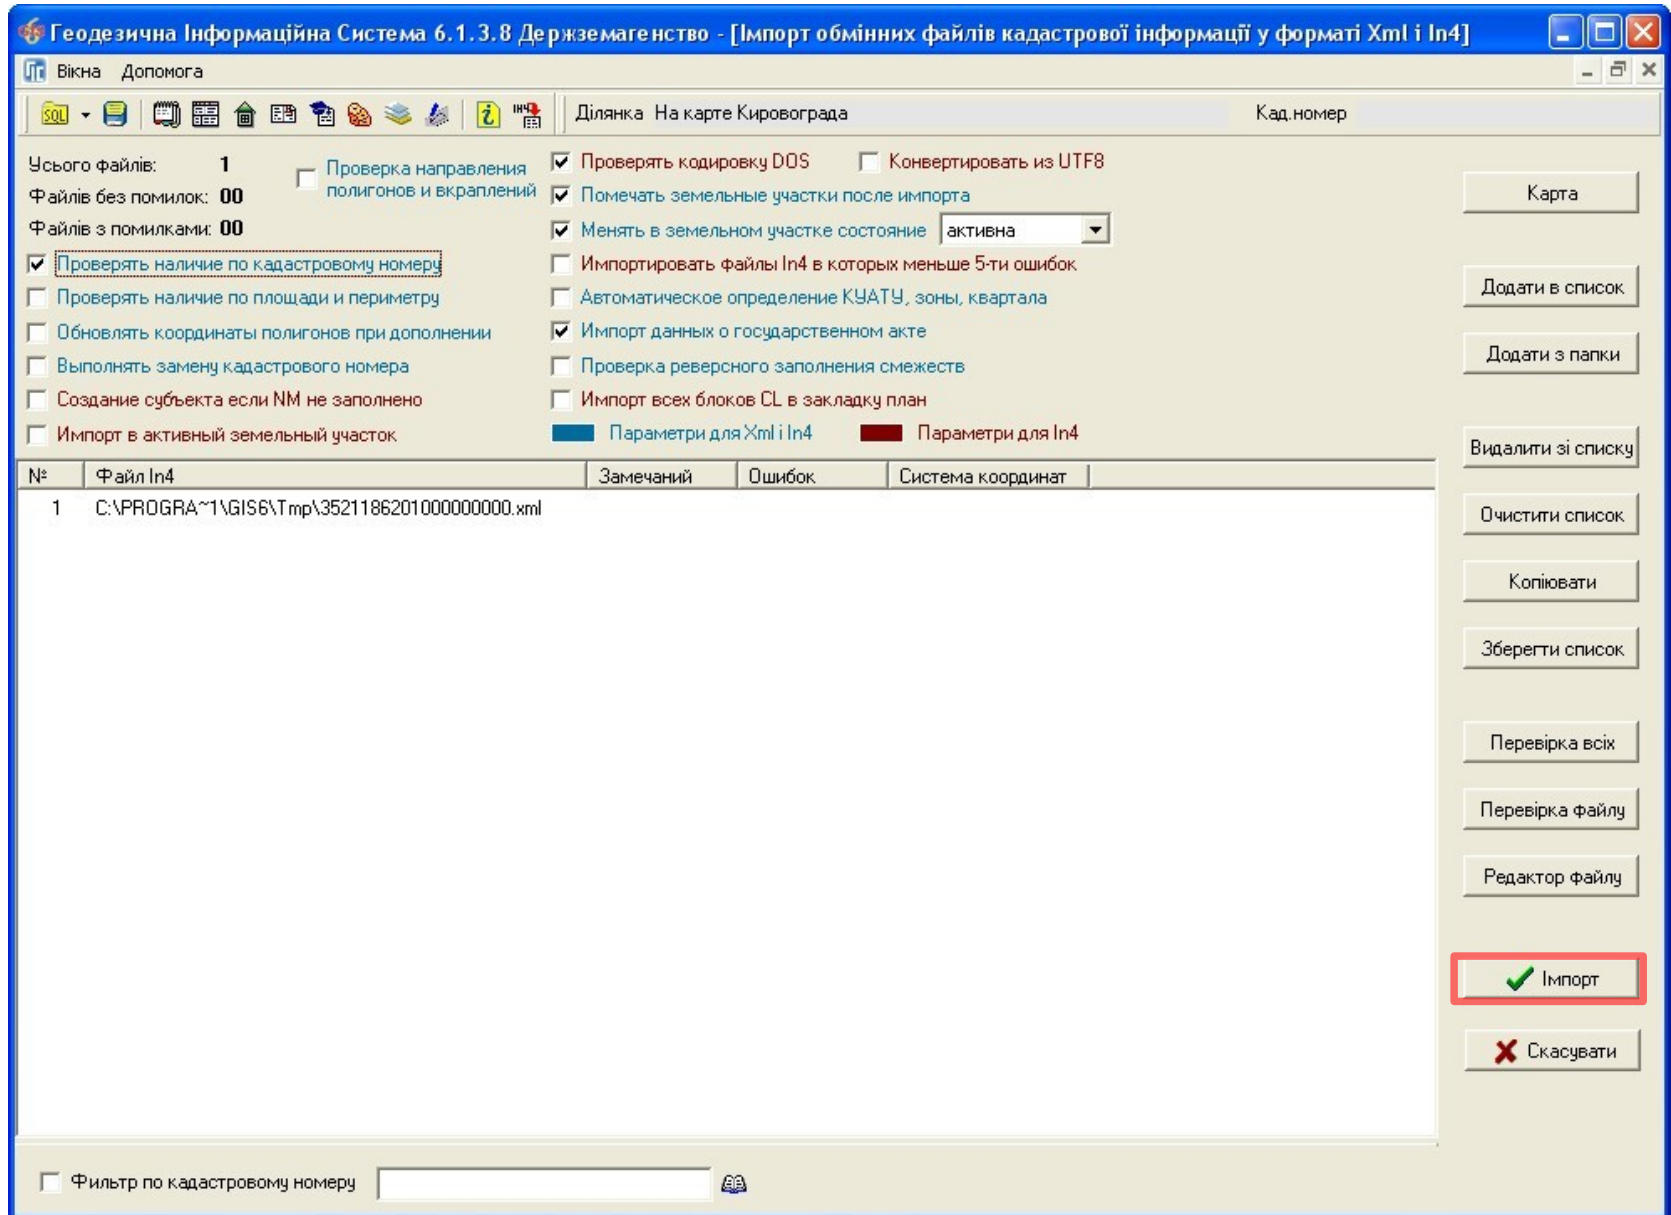 Геодезична Інформаційна Система 6.1.3.8 Держземагенство - [Імпорт обмінних файлів кадастрової інформації у форматі Xml і In4]
Вікна Допомога
SQL Ділянка На карте Кировограда Кад.номер
Усього файлів: 1
Файлів без помилок: 00
Файлів з помилками: 00
Проверка направления
полигонов и вкраплений
Проверять кодировку DOS Конвертировать из UTF8
Помечать земельные участки после импорта
Менять в земельном участке состояние активна
Проверять наличие по кадастровому номеру Импортировать файлы In4 в которых меньше 5-ти ошибок
Проверять наличие по площади и периметру Автоматическое определение КУАТУ, зоны, квартала
Обновлять координаты полигонов при дополнении Импорт данных о государственном акте
Выполнять замену кадастрового номера Проверка реверсного заполнения смежеств
Создание субъекта если NM не заполнено Импорт всех блоков CL в закладку план
Импорт в активный земельный участок Параметри для Xml і In4 Параметри для In4
№ Файл In4 Замечаний Ошибок Система координат
1 C:\PROGRA~1\GIS6\Tmp\3521186201000000000.xml
Карта
Додати в список
Додати з папки
Видалити зі списку
Очистити список
Копіювати
Зберегти список
Перевірка всіх
Перевірка файлу
Редактор файлу
Імпорт
Скасувати
Фильтр по кадастровому номеру